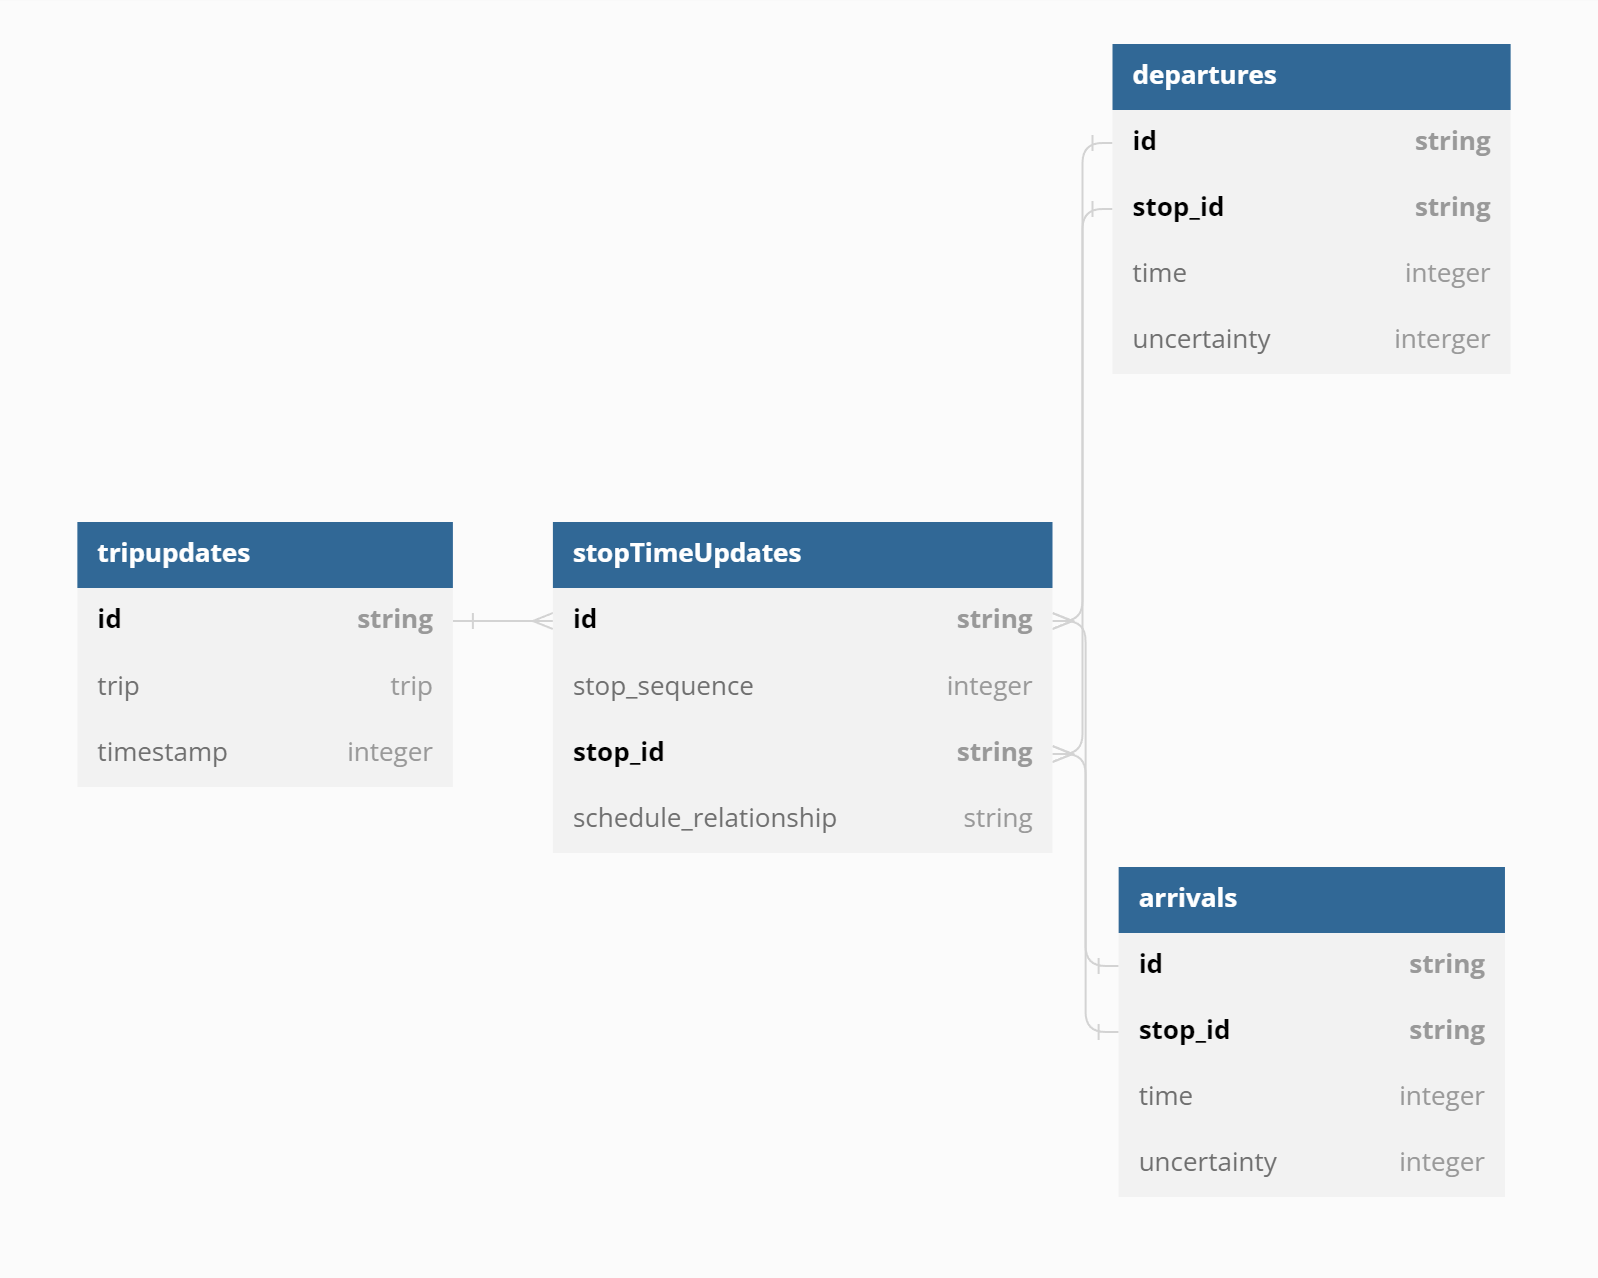 departures
id string
stop_id string
time integer
uncertainty interger
tripupdates
id string
trip trip
timestamp integer
stopTimeUpdates
id string
stop_sequence integer
stop_id string
schedule_relationship string
arrivals
id string
stop_id string
time integer
uncertainty integer